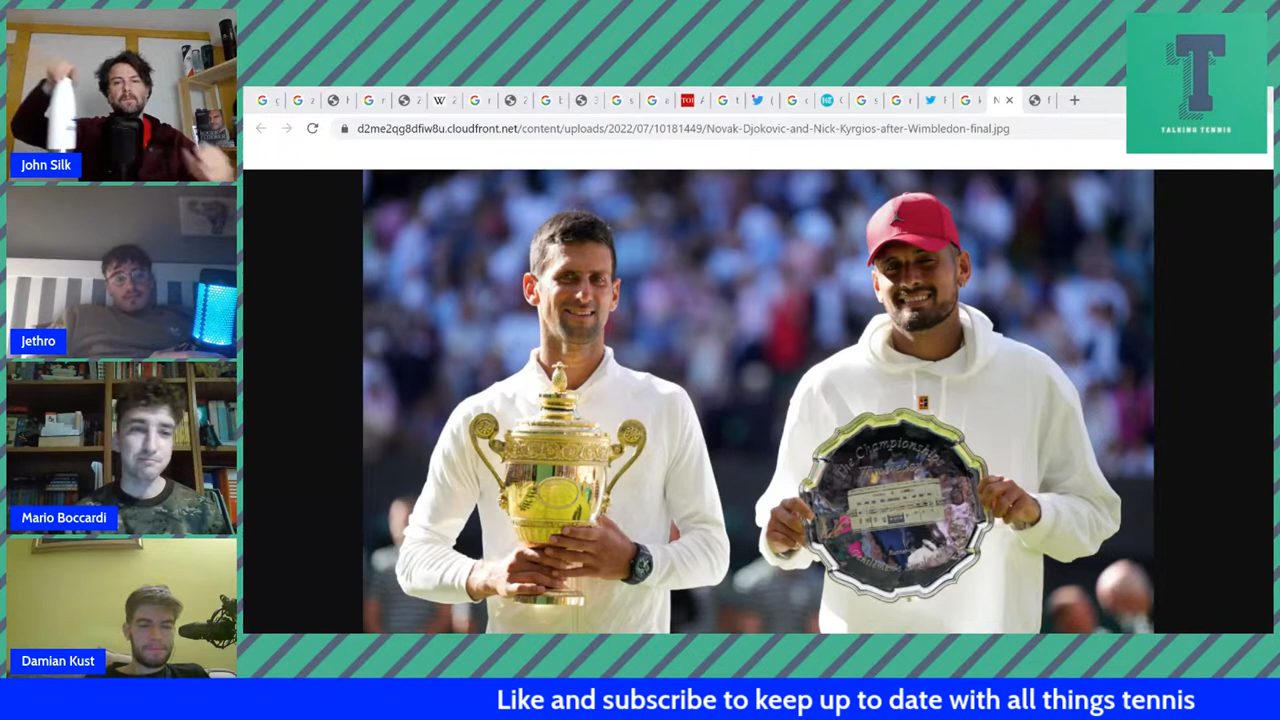 John Silk
Jethro
Mario Boccardi
Damian Kust
d2me2qg8dfiw8u.cloudfront.net/content/uploads/2022/07/10181449/Novak-Djokovic-and-Nick-Kyrgios-after-Wimbledon-final.jpg
T
TALKING TENNIS
The Championships
Like and subscribe to keep up to date with all things tennis